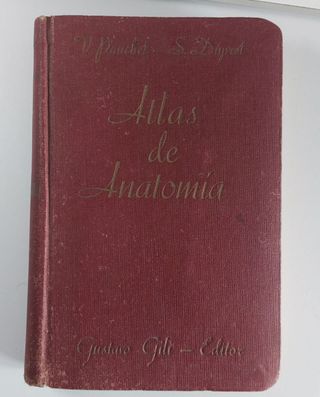 V. Pauchet - S. Dupret
Atlas
de
Anatomía
Gustavo Gili - Editor